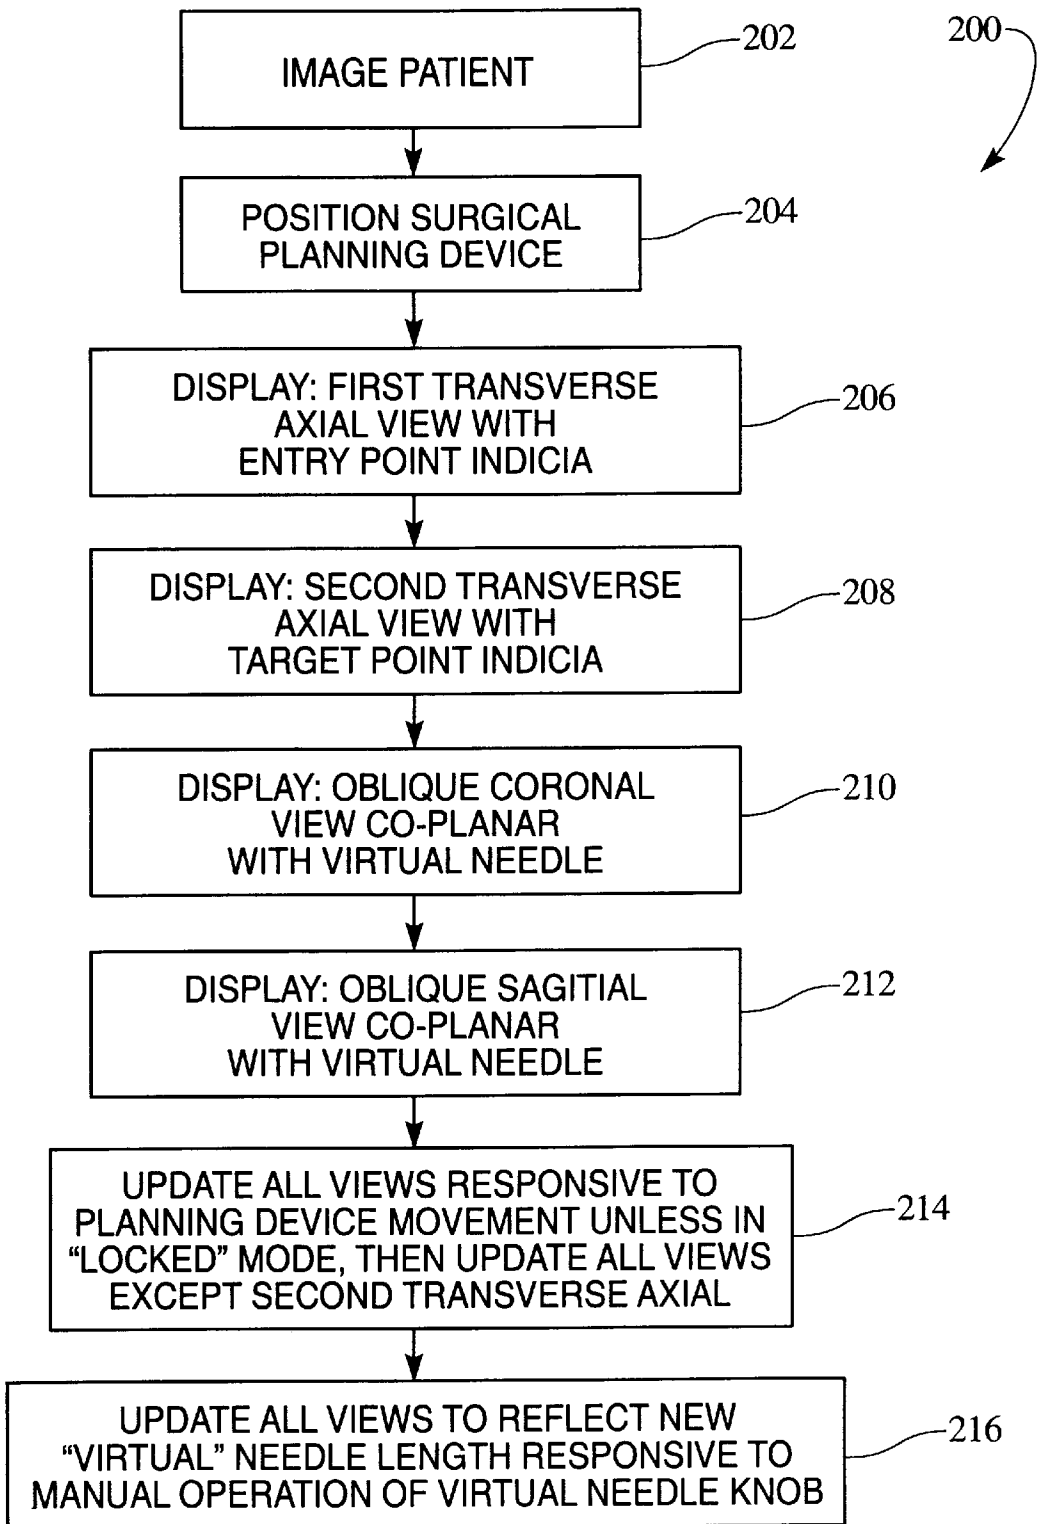 200
IMAGE PATIENT
202
POSITION SURGICAL
PLANNING DEVICE
204
DISPLAY: FIRST TRANSVERSE
AXIAL VIEW WITH
ENTRY POINT INDICIA
206
DISPLAY: SECOND TRANSVERSE
AXIAL VIEW WITH
TARGET POINT INDICIA
208
DISPLAY: OBLIQUE CORONAL
VIEW CO-PLANAR
WITH VIRTUAL NEEDLE
210
DISPLAY: OBLIQUE SAGITIAL
VIEW CO-PLANAR
WITH VIRTUAL NEEDLE
212
UPDATE ALL VIEWS RESPONSIVE TO
PLANNING DEVICE MOVEMENT UNLESS IN
“LOCKED” MODE, THEN UPDATE ALL VIEWS
EXCEPT SECOND TRANSVERSE AXIAL
214
UPDATE ALL VIEWS TO REFLECT NEW
“VIRTUAL” NEEDLE LENGTH RESPONSIVE TO
MANUAL OPERATION OF VIRTUAL NEEDLE KNOB
216